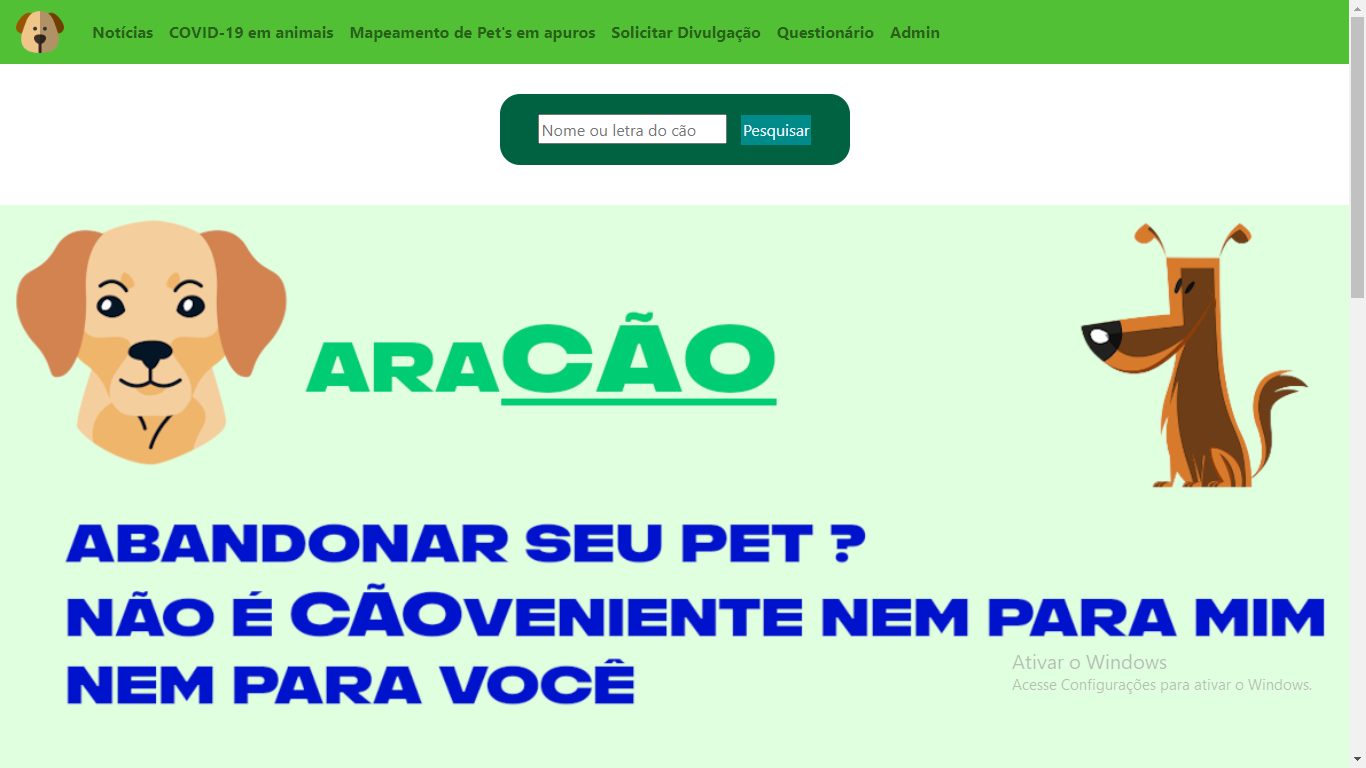 Notícias COVID-19 em animais Mapeamento de Pet's em apuros Solicitar Divulgação Questionário Admin
Nome ou letra do cão Pesquisar
ARACÃO
ABANDONAR SEU PET ?
NÃO É CÃOVENIENTE NEM PARA MIM
NEM PARA VOCÊ
Ativar o Windows
Acesse Configurações para ativar o Windows.